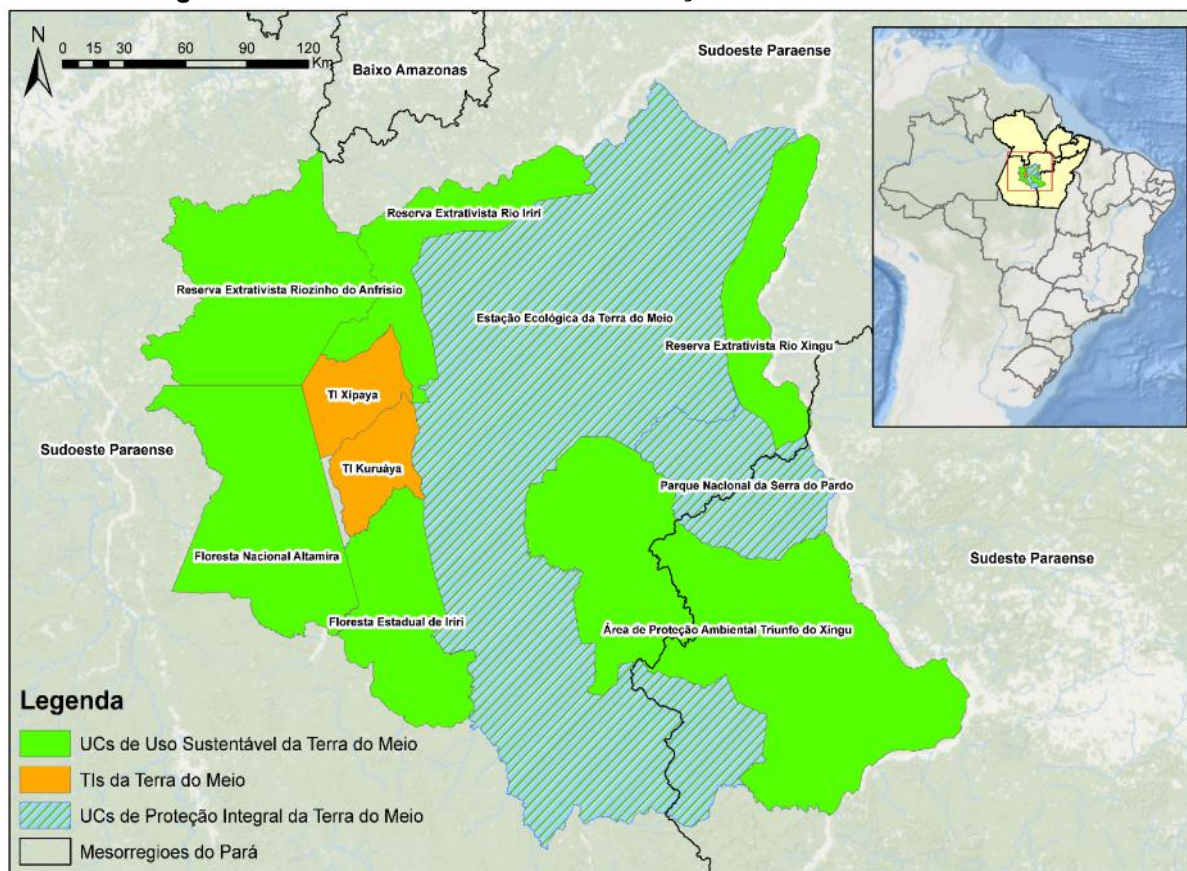 N
0 15 30 60 90 120
Km
Baixo Amazonas
Sudoeste Paraense
Reserva Extrativista Rio Iriri
Reserva Extrativista Riozinho do Anfrisio
Estação Ecológica da Terra do Meio
Reserva Extrativista Rio Xingu
TI Xipaya
Sudoeste Paraense
TI Kuruáya
Parque Nacional da Serra do Pardo
Floresta Nacional Altamira
Sudeste Paraense
Floresta Estadual de Iriri
Área de Proteção Ambiental Triunfo do Xingu
Legenda
UCs de Uso Sustentável da Terra do Meio
TIs da Terra do Meio
UCs de Proteção Integral da Terra do Meio
Mesorregioes do Pará